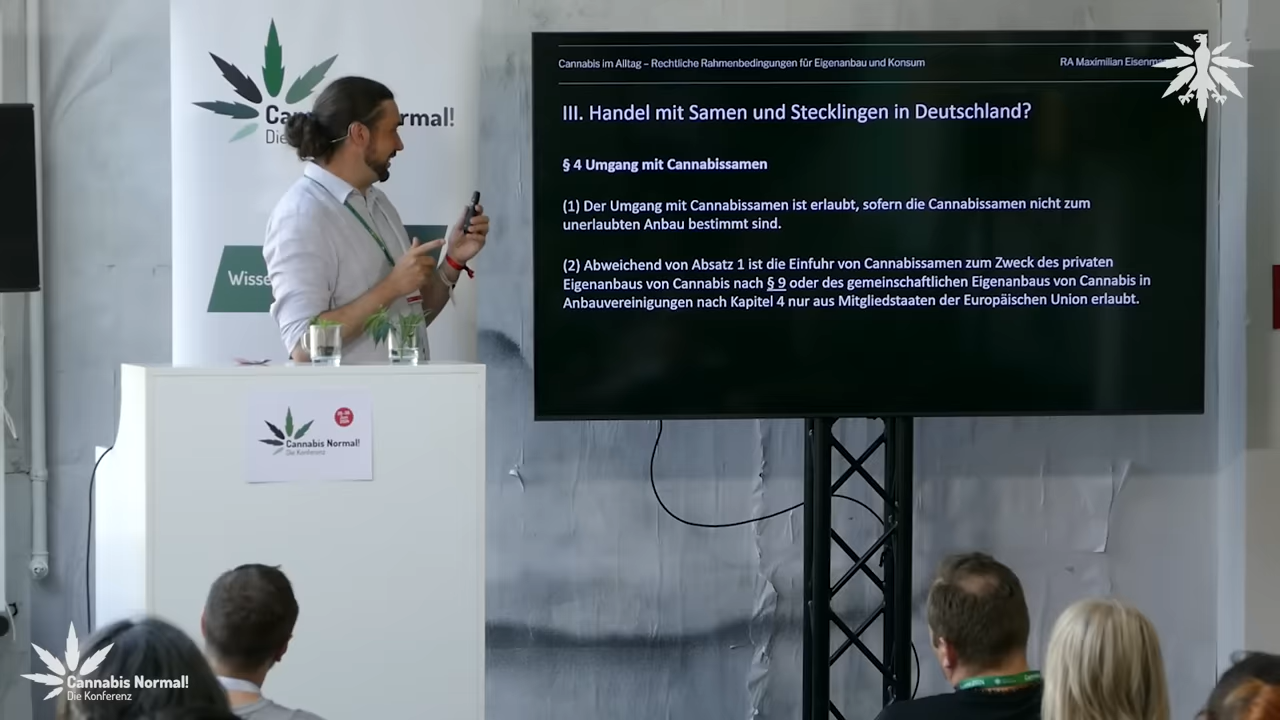 Cannabis im Alltag – Rechtliche Rahmenbedingungen für Eigenanbau und Konsum
RA Maximilian
III. Handel mit Samen und Stecklingen in Deutschland?
§ 4 Umgang mit Cannabissamen
(1) Der Umgang mit Cannabissamen ist erlaubt, sofern die Cannabissamen nicht zum
unerlaubten Anbau bestimmt sind.
(2) Abweichend von Absatz 1 ist die Einfuhr von Cannabissamen zum Zweck des privaten
Eigenanbaus von Cannabis nach § 9 oder des gemeinschaftlichen Eigenanbaus von Cannabis in
Anbauvereinigungen nach Kapitel 4 nur aus Mitgliedstaaten der Europäischen Union erlaubt.
Cannabis Normal!
Die Konferenz
Cannabis Normal!
Die Konferenz